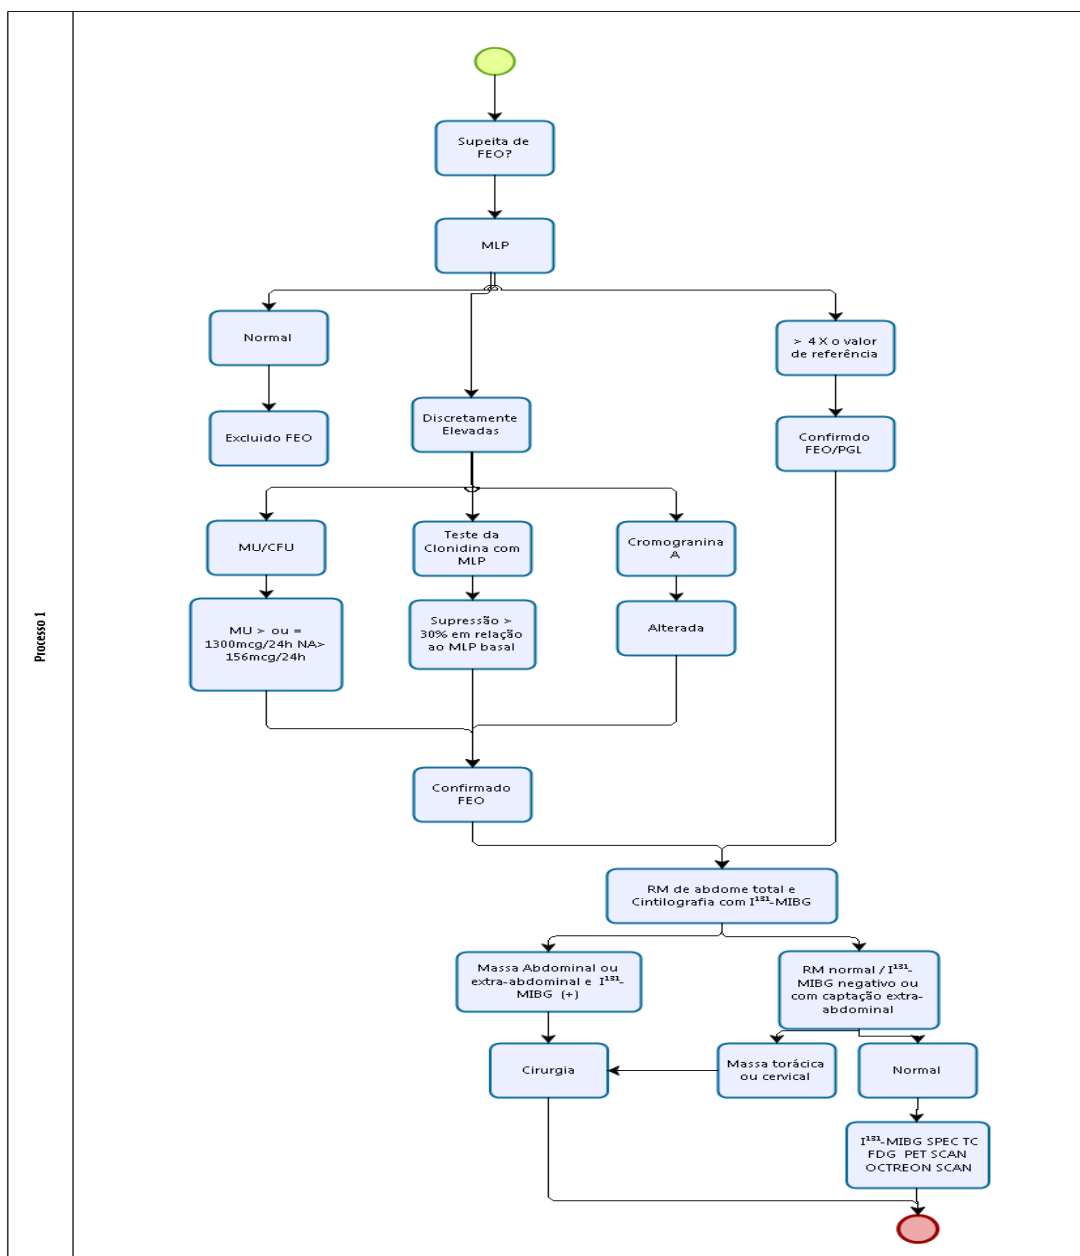 Processo 1
Supeita de
FEO?
MLP
Normal
> 4 X o valor
de referência
Excluido FEO
Discretamente
Elevadas
Confirmdo
FEO/PGL
MU/CFU
Teste da
Clonidina com
MLP
Cromogranina
A
MU > ou =
1300mcg/24h NA>
156mcg/24h
Supressão >
30% em relação
ao MLP basal
Alterada
Confirmado
FEO
RM de abdome total e
Cintilografia com I¹³¹-MIBG
Massa Abdominal ou
extra-abdominal e I¹³¹-
MIBG (+)
RM normal / I¹³¹-
MIBG negativo ou
com captação extra-
abdominal
Cirurgia
Massa torácica
ou cervical
Normal
I¹³¹-MIBG SPEC TC
FDG PET SCAN
OCTREON SCAN